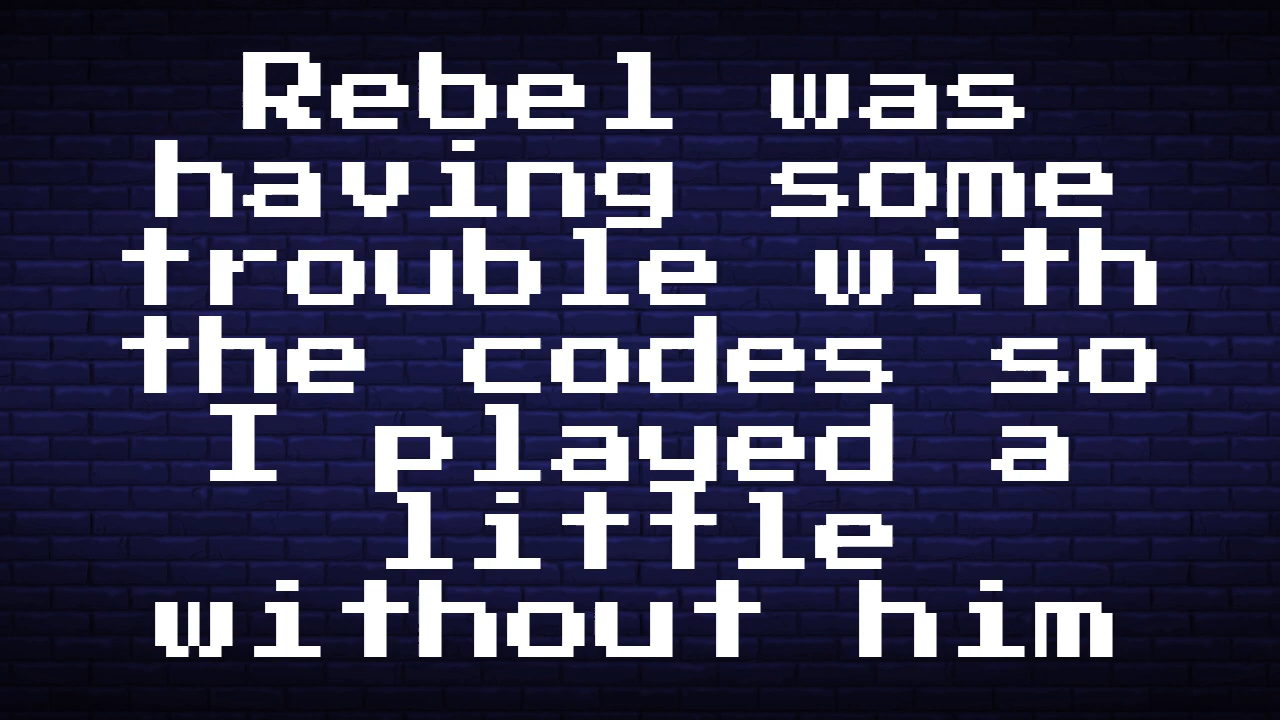 Rebel was
having some
trouble with
the codes so
I played a
little
without him